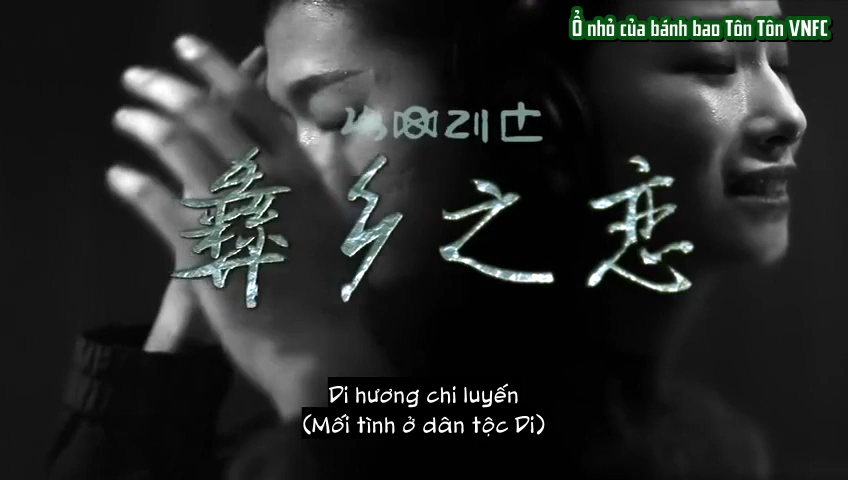 Ổ nhỏ của bánh bao Tôn Tôn VNFC
彝乡之恋
Di hương chi luyến
(Mối tình ở dân tộc Di)